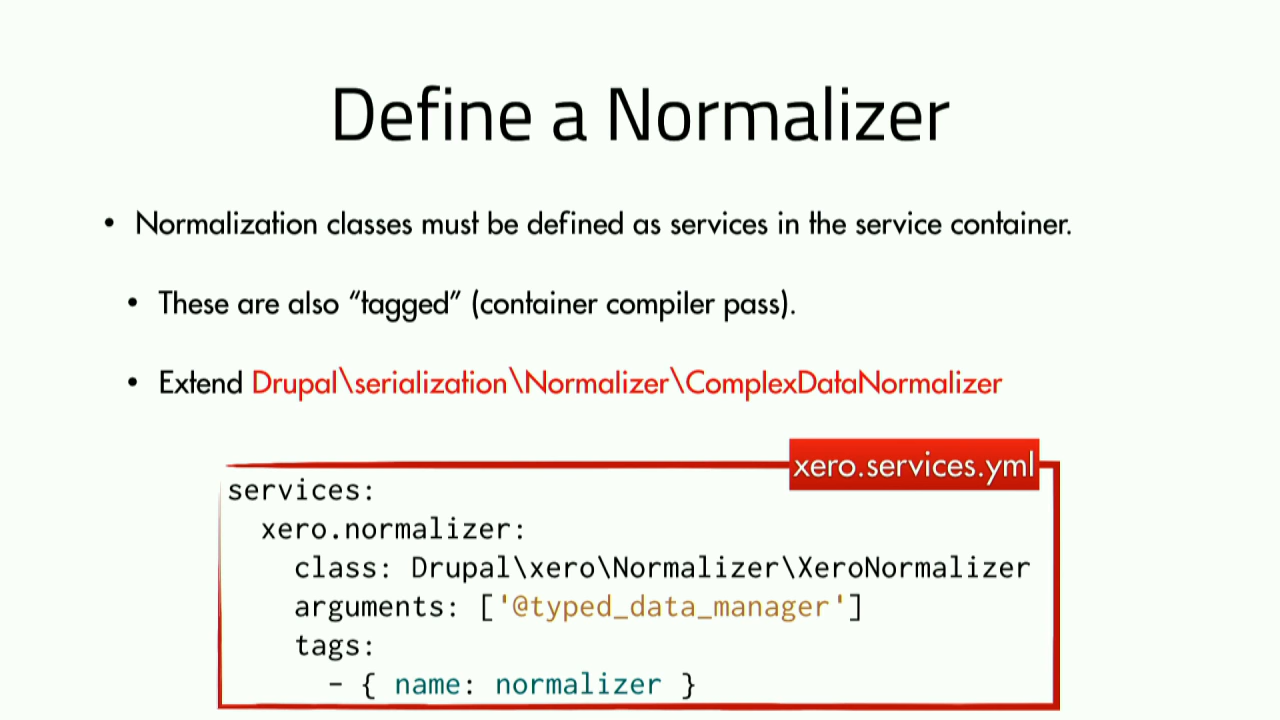 Define a Normalizer
• Normalization classes must be defined as services in the service container.
• These are also “tagged” (container compiler pass).
• Extend Drupal\serialization\Normalizer\ComplexDataNormalizer
xero.services.yml
services:
  xero.normalizer:
    class: Drupal\xero\Normalizer\XeroNormalizer
    arguments: ['@typed_data_manager']
    tags:
      - { name: normalizer }